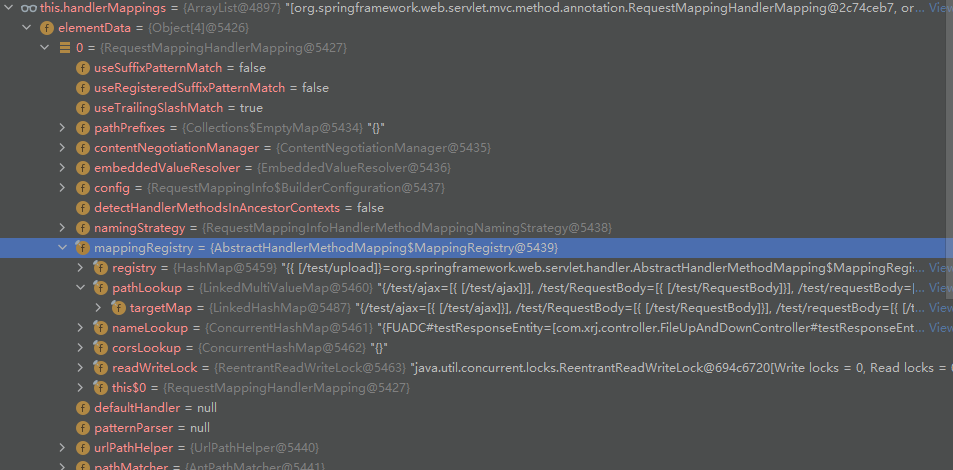 this.handlerMappings = {ArrayList@4897} "[org.springframework.web.servlet.mvc.method.annotation.RequestMappingHandlerMapping@2c74ceb7, or... View
f elementData = {Object[4]@5426}
0 = {RequestMappingHandlerMapping@5427}
f useSuffixPatternMatch = false
f useRegisteredSuffixPatternMatch = false
f useTrailingSlashMatch = true
f pathPrefixes = {Collections$EmptyMap@5434} "{}"
f contentNegotiationManager = {ContentNegotiationManager@5435}
f embeddedValueResolver = {EmbeddedValueResolver@5436}
f config = {RequestMappingInfo$BuilderConfiguration@5437}
f detectHandlerMethodsInAncestorContexts = false
f namingStrategy = {RequestMappingInfoHandlerMethodMappingNamingStrategy@5438}
f mappingRegistry = {AbstractHandlerMethodMapping$MappingRegistry@5439}
f registry = {HashMap@5459} "{{ [/test/upload]}=org.springframework.web.servlet.handler.AbstractHandlerMethodMapping$MappingRegi... View
f pathLookup = {LinkedMultiValueMap@5460} "{/test/ajax=[{ [/test/ajax]}], /test/RequestBody=[{ [/test/RequestBody]}], /test/requestbody=[... View
f targetMap = {LinkedHashMap@5487} "{/test/ajax=[{ [/test/ajax]}], /test/RequestBody=[{ [/test/RequestBody]}], /test/requestbody=[{ [/t... View
f nameLookup = {ConcurrentHashMap@5461} "{FUADC#testResponseEntity=[com.xrj.controller.FileUpAndDownController#testResponseEnt... View
f corsLookup = {ConcurrentHashMap@5462} "{}"
f readWriteLock = {ReentrantReadWriteLock@5463} "java.util.concurrent.locks.ReentrantReadWriteLock@694c6720[Write locks = 0, Read locks = 0
f this$0 = {RequestMappingHandlerMapping@5427}
f defaultHandler = null
f patternParser = null
f urlPathHelper = {UrlPathHelper@5440}
f pathMatcher = {AntPathMatcher@5441}